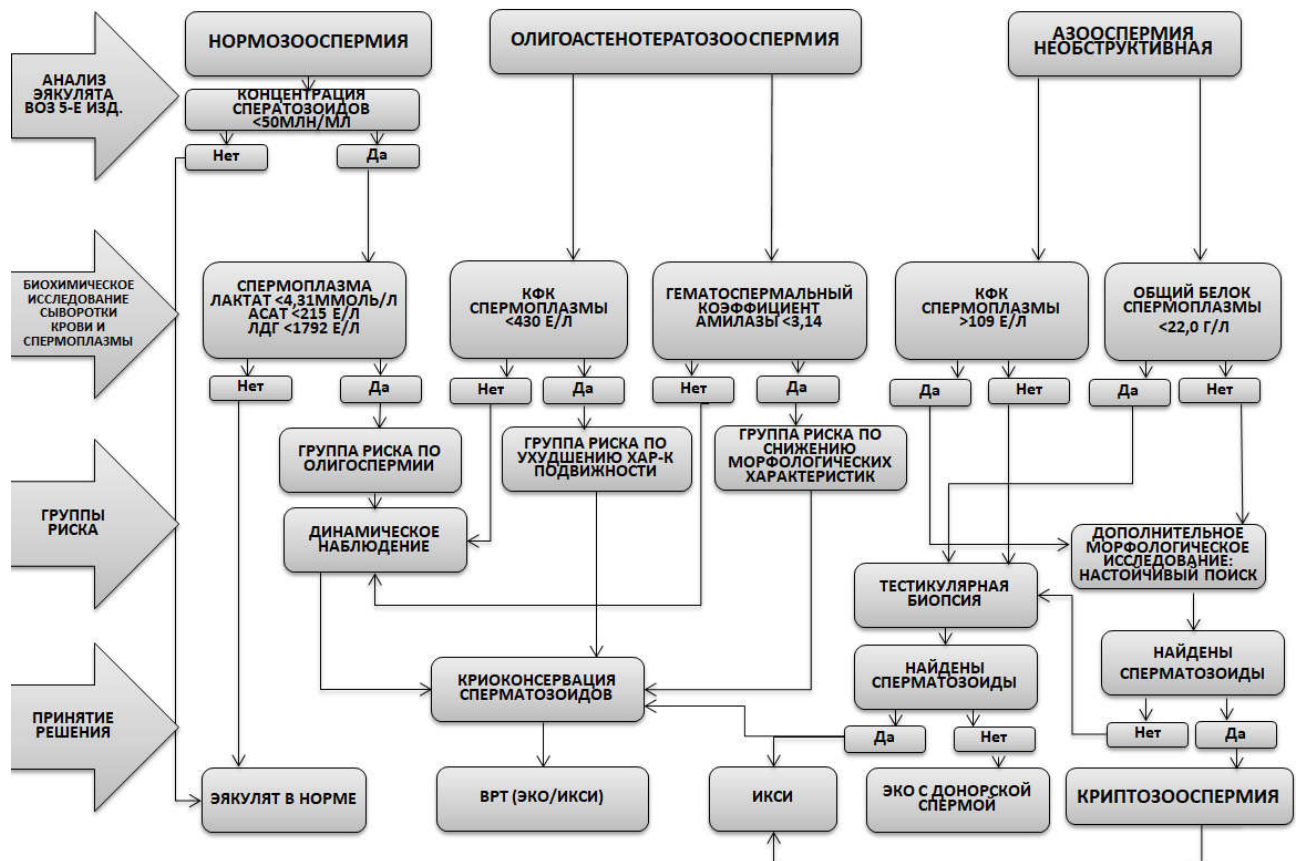 АНАЛИЗ
ЭЯКУЛЯТА
ВОЗ 5-Е ИЗД.
НОРМОЗООСПЕРМИЯ
ОЛИГОАСТЕНОТЕРАТОЗООСПЕРМИЯ
АЗООСПЕРМИЯ
НЕОБСТРУКТИВНАЯ
КОНЦЕНТРАЦИЯ
СПЕРАТОЗОИДОВ
<50МЛН/МЛ
Нет
Да
БИОХИМИЧЕСКОЕ
ИССЛЕДОВАНИЕ
СЫВОРОТКИ
КРОВИ И
СПЕРМОПЛАЗМЫ
СПЕРМОПЛАЗМА
ЛАКТАТ <4,31ММОЛЬ/Л
АСАТ <215 Е/Л
ЛДГ <1792 Е/Л
КФК
СПЕРМОПЛАЗМЫ
<430 Е/Л
ГЕМАТОСПЕРМАЛЬНЫЙ
КОЭФФИЦИЕНТ
АМИЛАЗЫ <3,14
КФК
СПЕРМОПЛАЗМЫ
>109 Е/Л
ОБЩИЙ БЕЛОК
СПЕРМОПЛАЗМЫ
<22,0 Г/Л
Нет
Да
Нет
Да
Нет
Да
Да
Нет
Да
Нет
ГРУППЫ
РИСКА
ГРУППА РИСКА ПО
ОЛИГОСПЕРМИИ
ГРУППА РИСКА ПО
УХУДШЕНИЮ ХАР-К
ПОДВИЖНОСТИ
ГРУППА РИСКА ПО
СНИЖЕНИЮ
МОРФОЛОГИЧЕСКИХ
ХАРАКТЕРИСТИК
ДИНАМИЧЕСКОЕ
НАБЛЮДЕНИЕ
ДОПОЛНИТЕЛЬНОЕ
МОРФОЛОГИЧЕСКОЕ
ИССЛЕДОВАНИЕ:
НАСТОЙЧИВЫЙ ПОИСК
ТЕСТИКУЛЯРНАЯ
БИОПСИЯ
ПРИНЯТИЕ
РЕШЕНИЯ
КРИОКОНСЕРВАЦИЯ
СПЕРМАТОЗОИДОВ
НАЙДЕНЫ
СПЕРМАТОЗОИДЫ
НАЙДЕНЫ
СПЕРМАТОЗОИДЫ
Да
Нет
Нет
Да
ЭЯКУЛЯТ В НОРМЕ
ВРТ (ЭКО/ИКСИ)
ИКСИ
ЭКО С ДОНОРСКОЙ
СПЕРМОЙ
КРИПТОЗООСПЕРМИЯ